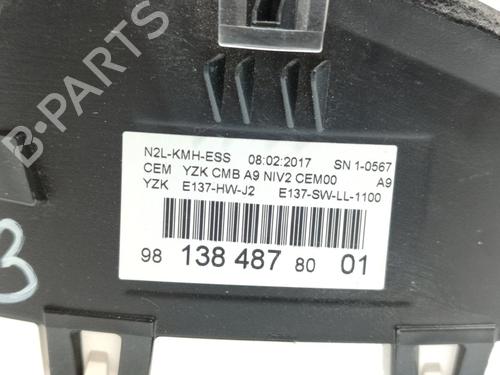 N2L-KMH-ESS 08:02:2017 SN 1-0567
CEM YZK CMB A9 NIV2 CEM00 A9
YZK E137-HW-J2 E137-SW-LL-1100
98 138 487 80 01
3
B-PARTS